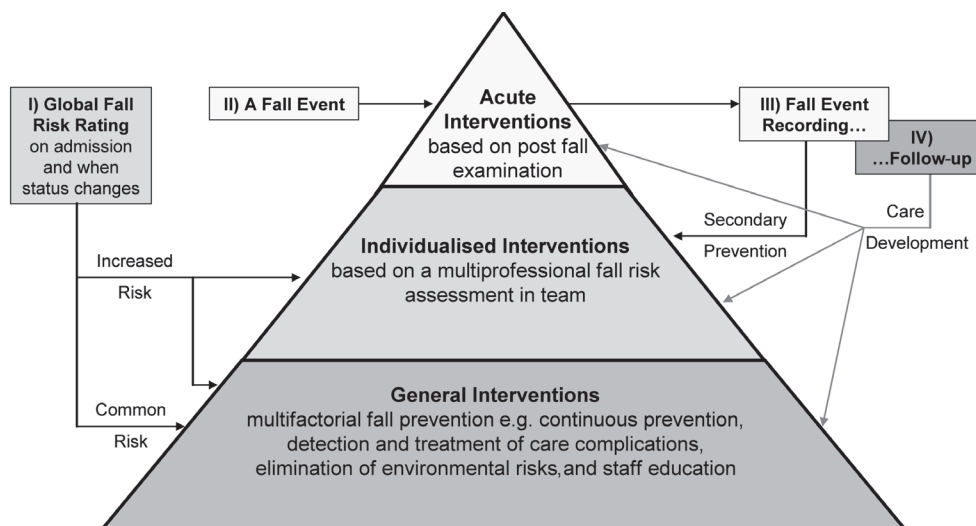 I) Global Fall
Risk Rating
on admission
and when
status changes
II) A Fall Event
Acute
Interventions
based on post fall
examination
III) Fall Event
Recording...
IV)
...Follow-up
Secondary
Prevention
Care
Development
Increased
Risk
Individualised Interventions
based on a multiprofessional fall risk
assessment in team
Common
Risk
General Interventions
multifactorial fall prevention e.g. continuous prevention,
detection and treatment of care complications,
elimination of environmental risks, and staff education